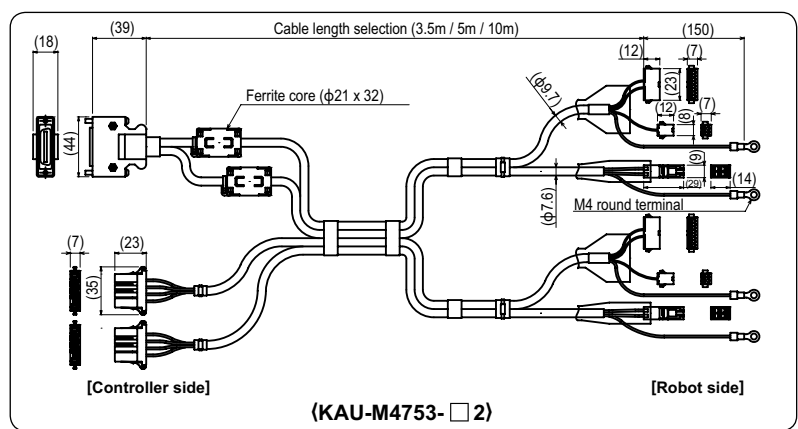 (39) Cable length selection (3.5m / 5m / 10m) (150)
(18) (12) (7)
Ferrite core (ϕ21 x 32) (ϕ9.7) (23)
(44) (12) (7)
(8)
(9)
(29) (14)
(ϕ7.6) M4 round terminal
(7) (23)
(35)
[Controller side] [Robot side]
⟨KAU-M4753- □ 2⟩